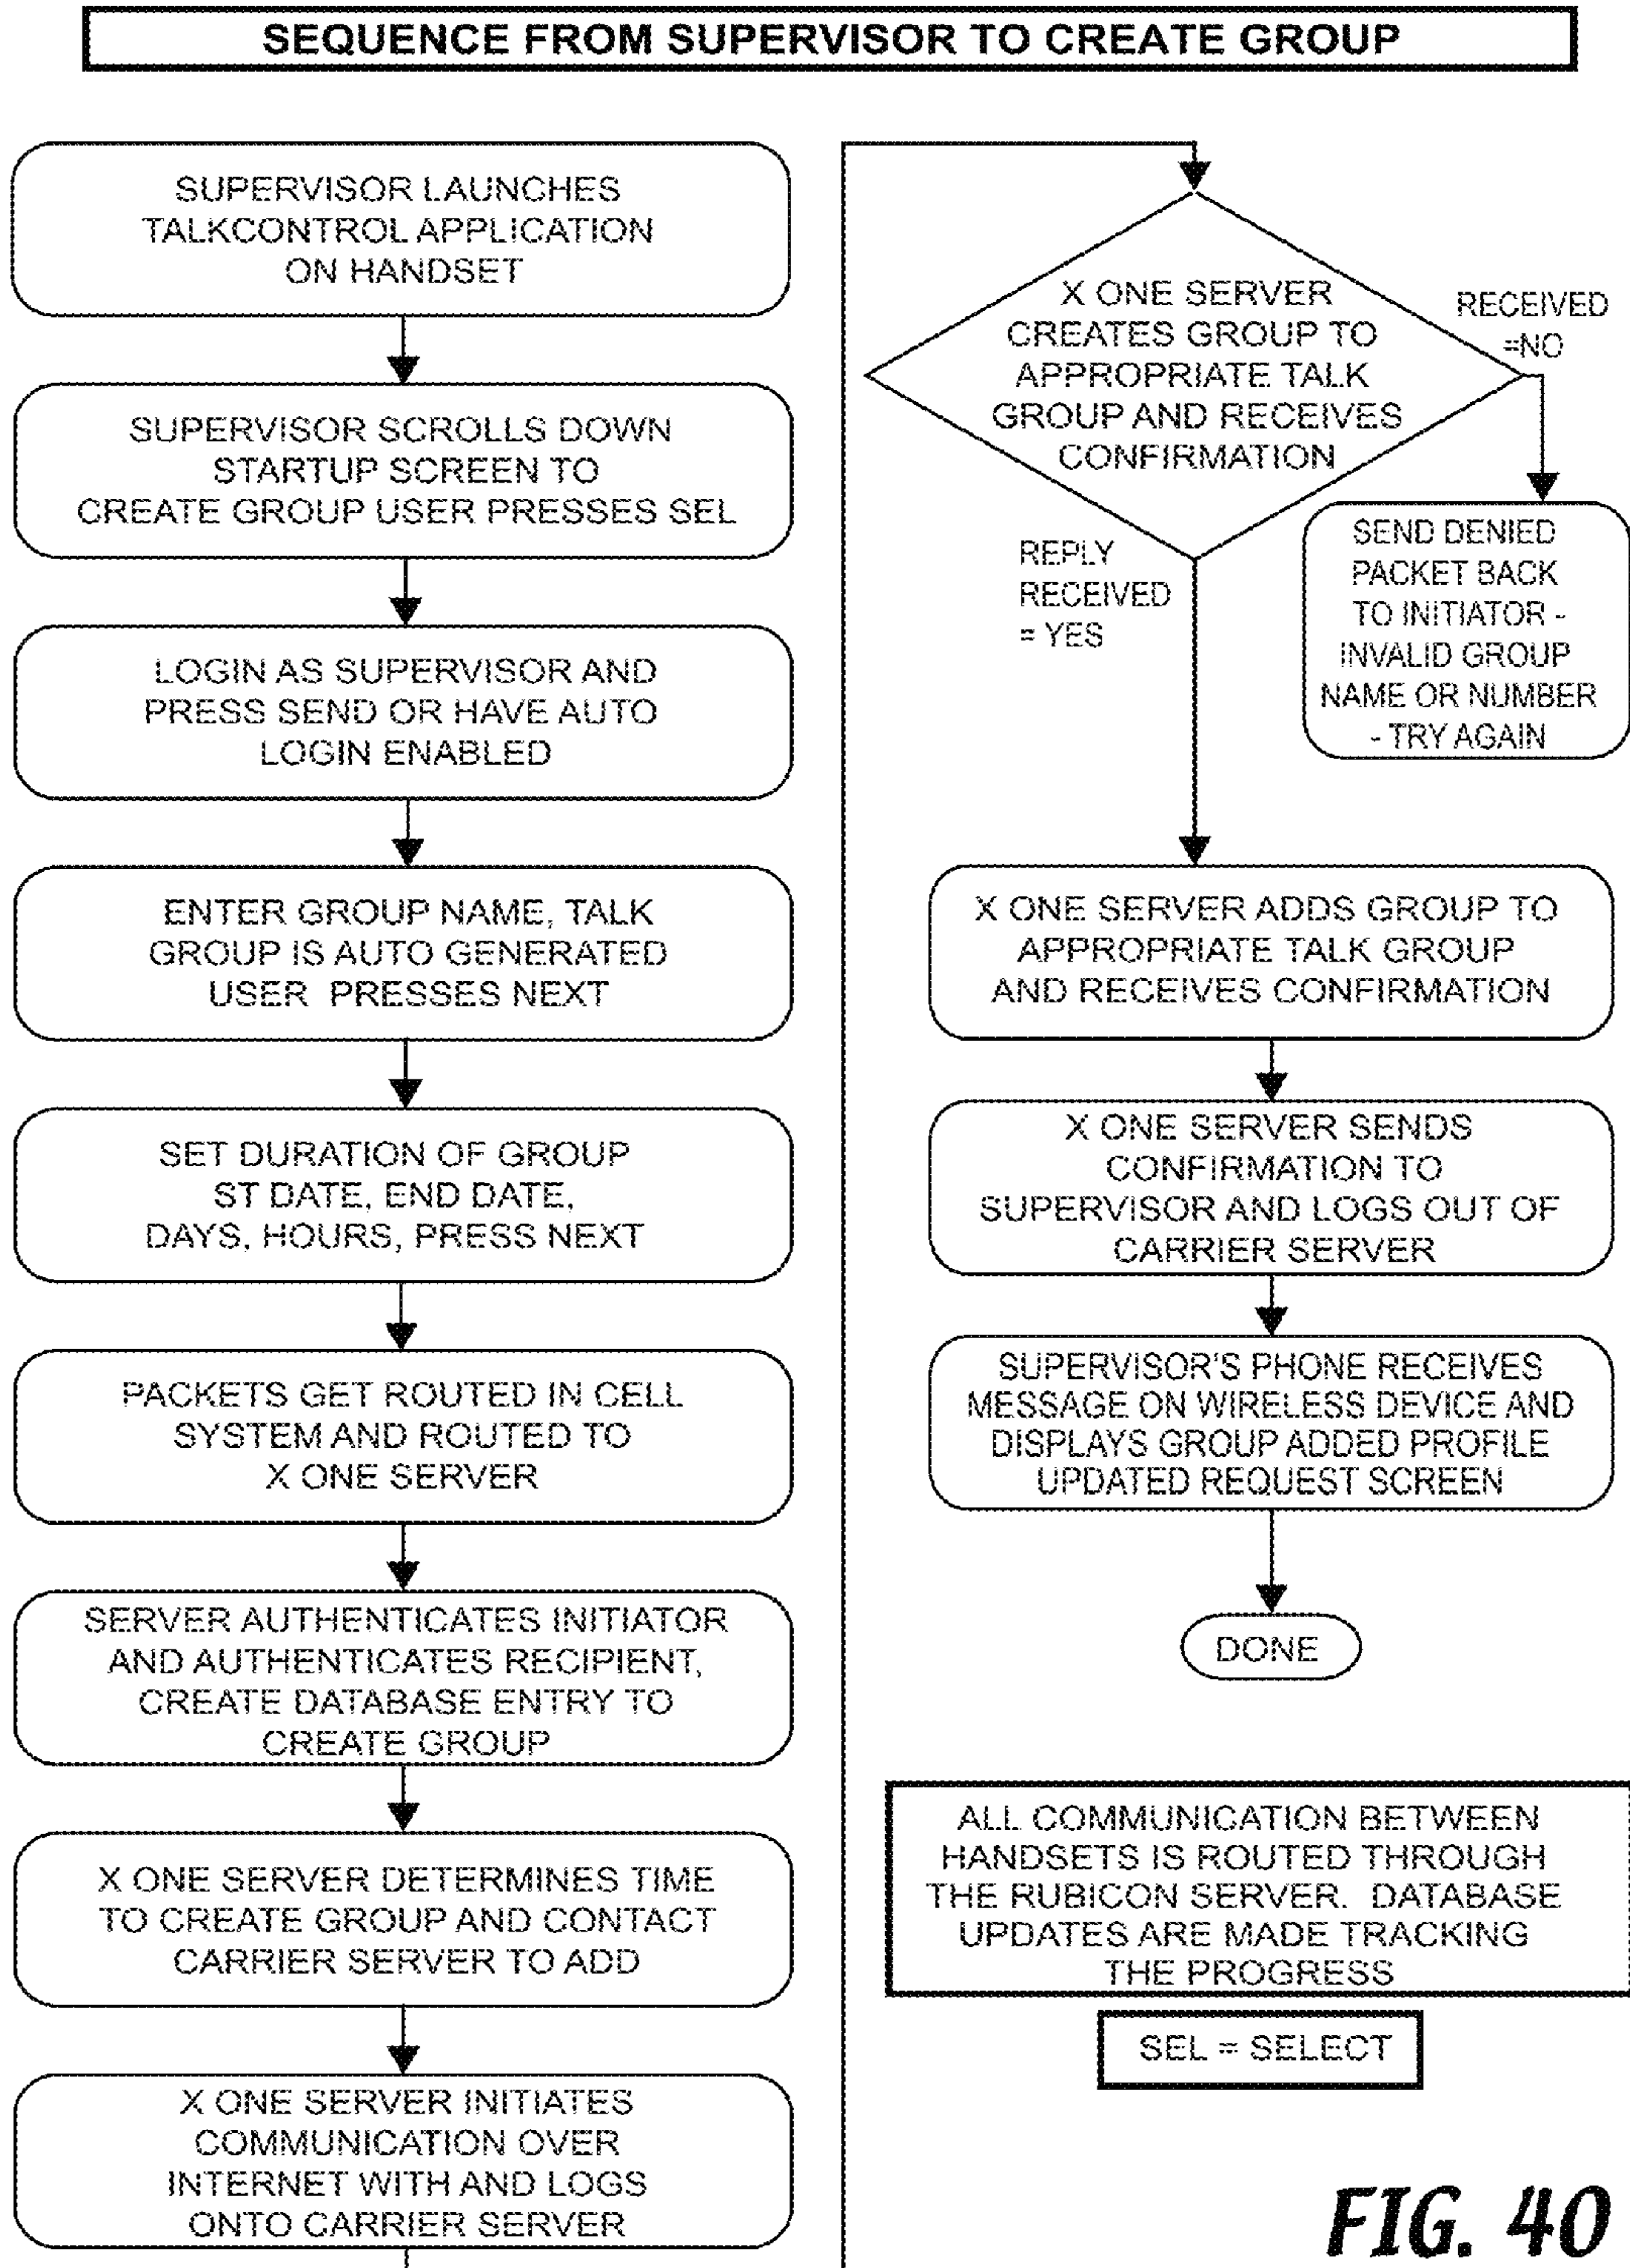 SEQUENCE FROM SUPERVISOR TO CREATE GROUP
SUPERVISOR LAUNCHES
TALKCONTROL APPLICATION
ON HANDSET
SUPERVISOR SCROLLS DOWN
STARTUP SCREEN TO
CREATE GROUP USER PRESSES SEL
LOGIN AS SUPERVISOR AND
PRESS SEND OR HAVE AUTO
LOGIN ENABLED
ENTER GROUP NAME, TALK
GROUP IS AUTO GENERATED
USER PRESSES NEXT
SET DURATION OF GROUP
ST DATE, END DATE,
DAYS, HOURS, PRESS NEXT
PACKETS GET ROUTED IN CELL
SYSTEM AND ROUTED TO
X ONE SERVER
SERVER AUTHENTICATES INITIATOR
AND AUTHENTICATES RECIPIENT,
CREATE DATABASE ENTRY TO
CREATE GROUP
X ONE SERVER DETERMINES TIME
TO CREATE GROUP AND CONTACT
CARRIER SERVER TO ADD
X ONE SERVER INITIATES
COMMUNICATION OVER
INTERNET WITH AND LOGS
ONTO CARRIER SERVER
X ONE SERVER
CREATES GROUP TO
APPROPRIATE TALK
GROUP AND RECEIVES
CONFIRMATION
RECEIVED
=NO
SEND DENIED
PACKET BACK
TO INITIATOR -
INVALID GROUP
NAME OR NUMBER
- TRY AGAIN
REPLY
RECEIVED
= YES
X ONE SERVER ADDS GROUP TO
APPROPRIATE TALK GROUP
AND RECEIVES CONFIRMATION
X ONE SERVER SENDS
CONFIRMATION TO
SUPERVISOR AND LOGS OUT OF
CARRIER SERVER
SUPERVISOR'S PHONE RECEIVES
MESSAGE ON WIRELESS DEVICE AND
DISPLAYS GROUP ADDED PROFILE
UPDATED REQUEST SCREEN
DONE
ALL COMMUNICATION BETWEEN
HANDSETS IS ROUTED THROUGH
THE RUBICON SERVER. DATABASE
UPDATES ARE MADE TRACKING
THE PROGRESS
SEL = SELECT
FIG. 40